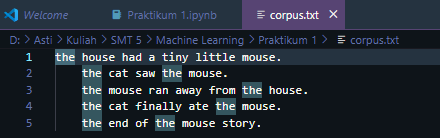 Welcome Praktikum 1.ipynb corpus.txt
D: > Asti > Kuliah > SMT 5 > Machine Learning > Praktikum 1 > corpus.txt
1 the house had a tiny little mouse.
2 the cat saw the mouse.
3 the mouse ran away from the house.
4 the cat finally ate the mouse.
5 the end of the mouse story.